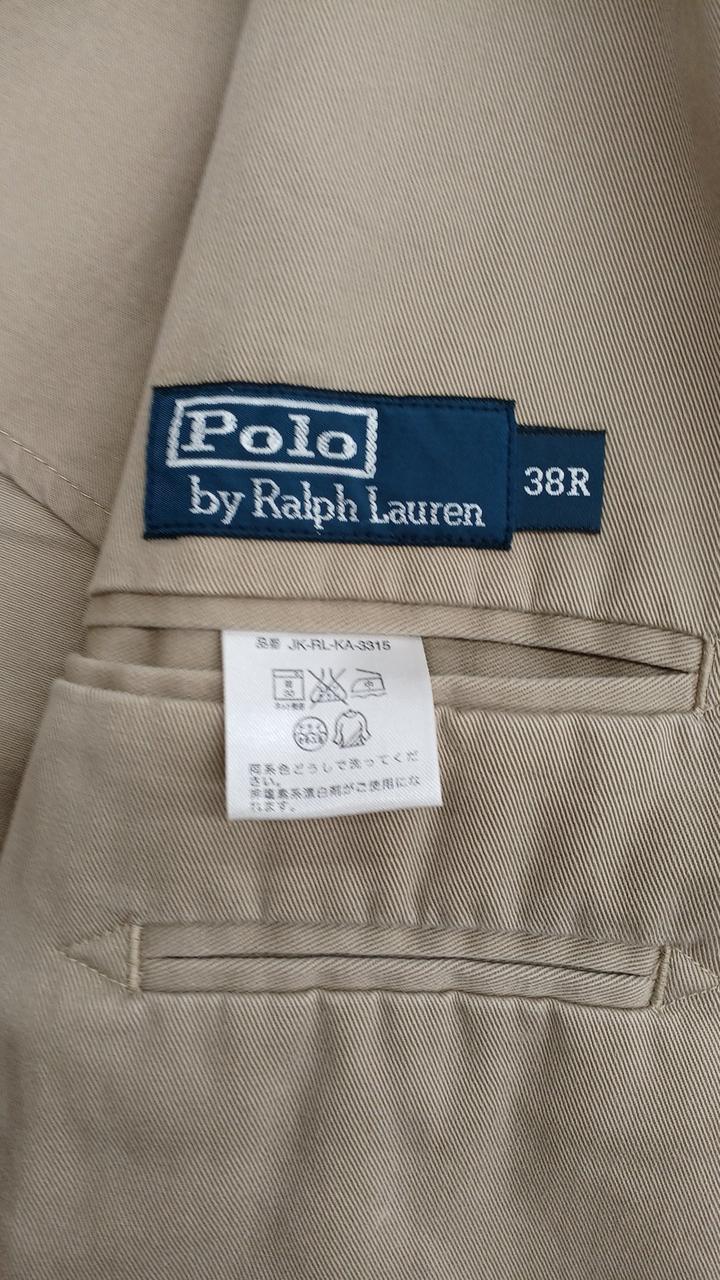 Polo
by Ralph Lauren
38R
品番 JK-RL-KA-3315
同系色どうしで洗ってくだ
さい。
非塩素系漂白剤がご使用にな
れます。